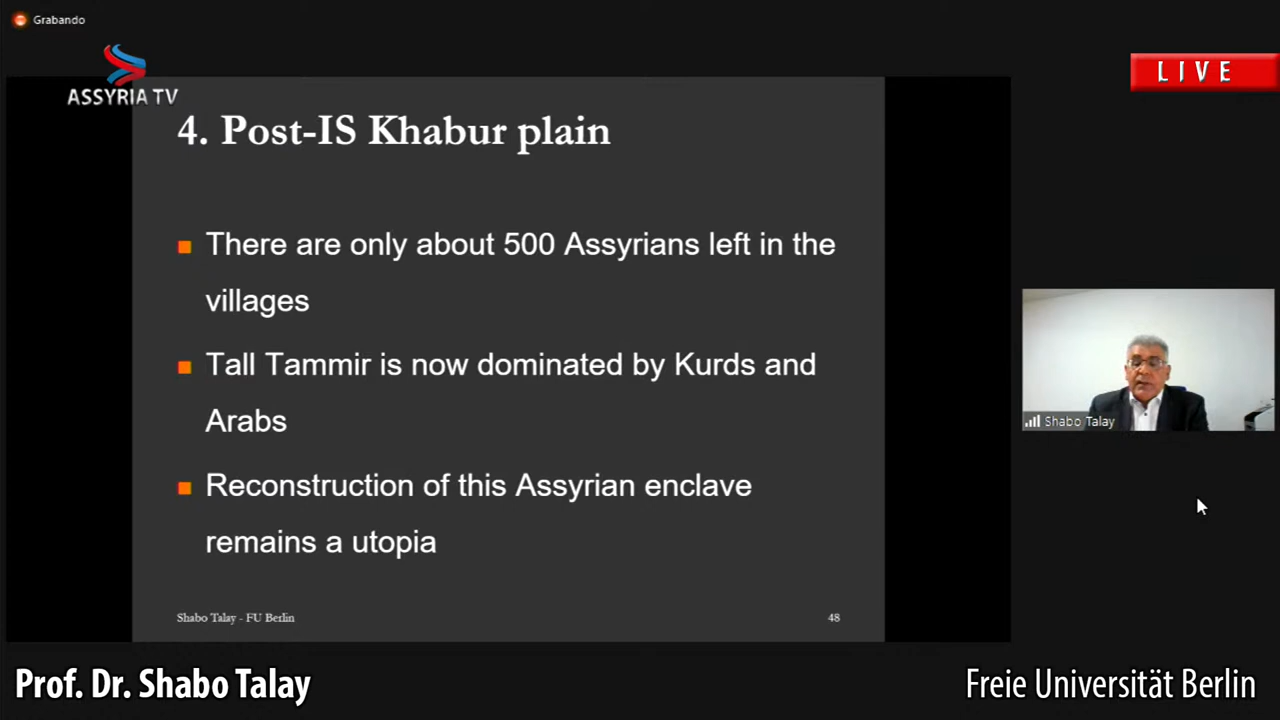 Grabando
ASSYRIA TV
LIVE
4. Post-IS Khabur plain
There are only about 500 Assyrians left in the
villages
Tall Tammir is now dominated by Kurds and
Arabs
Reconstruction of this Assyrian enclave
remains a utopia
Shabo Talay - FU Berlin
48
Shabo Talay
Prof. Dr. Shabo Talay
Freie Universität Berlin